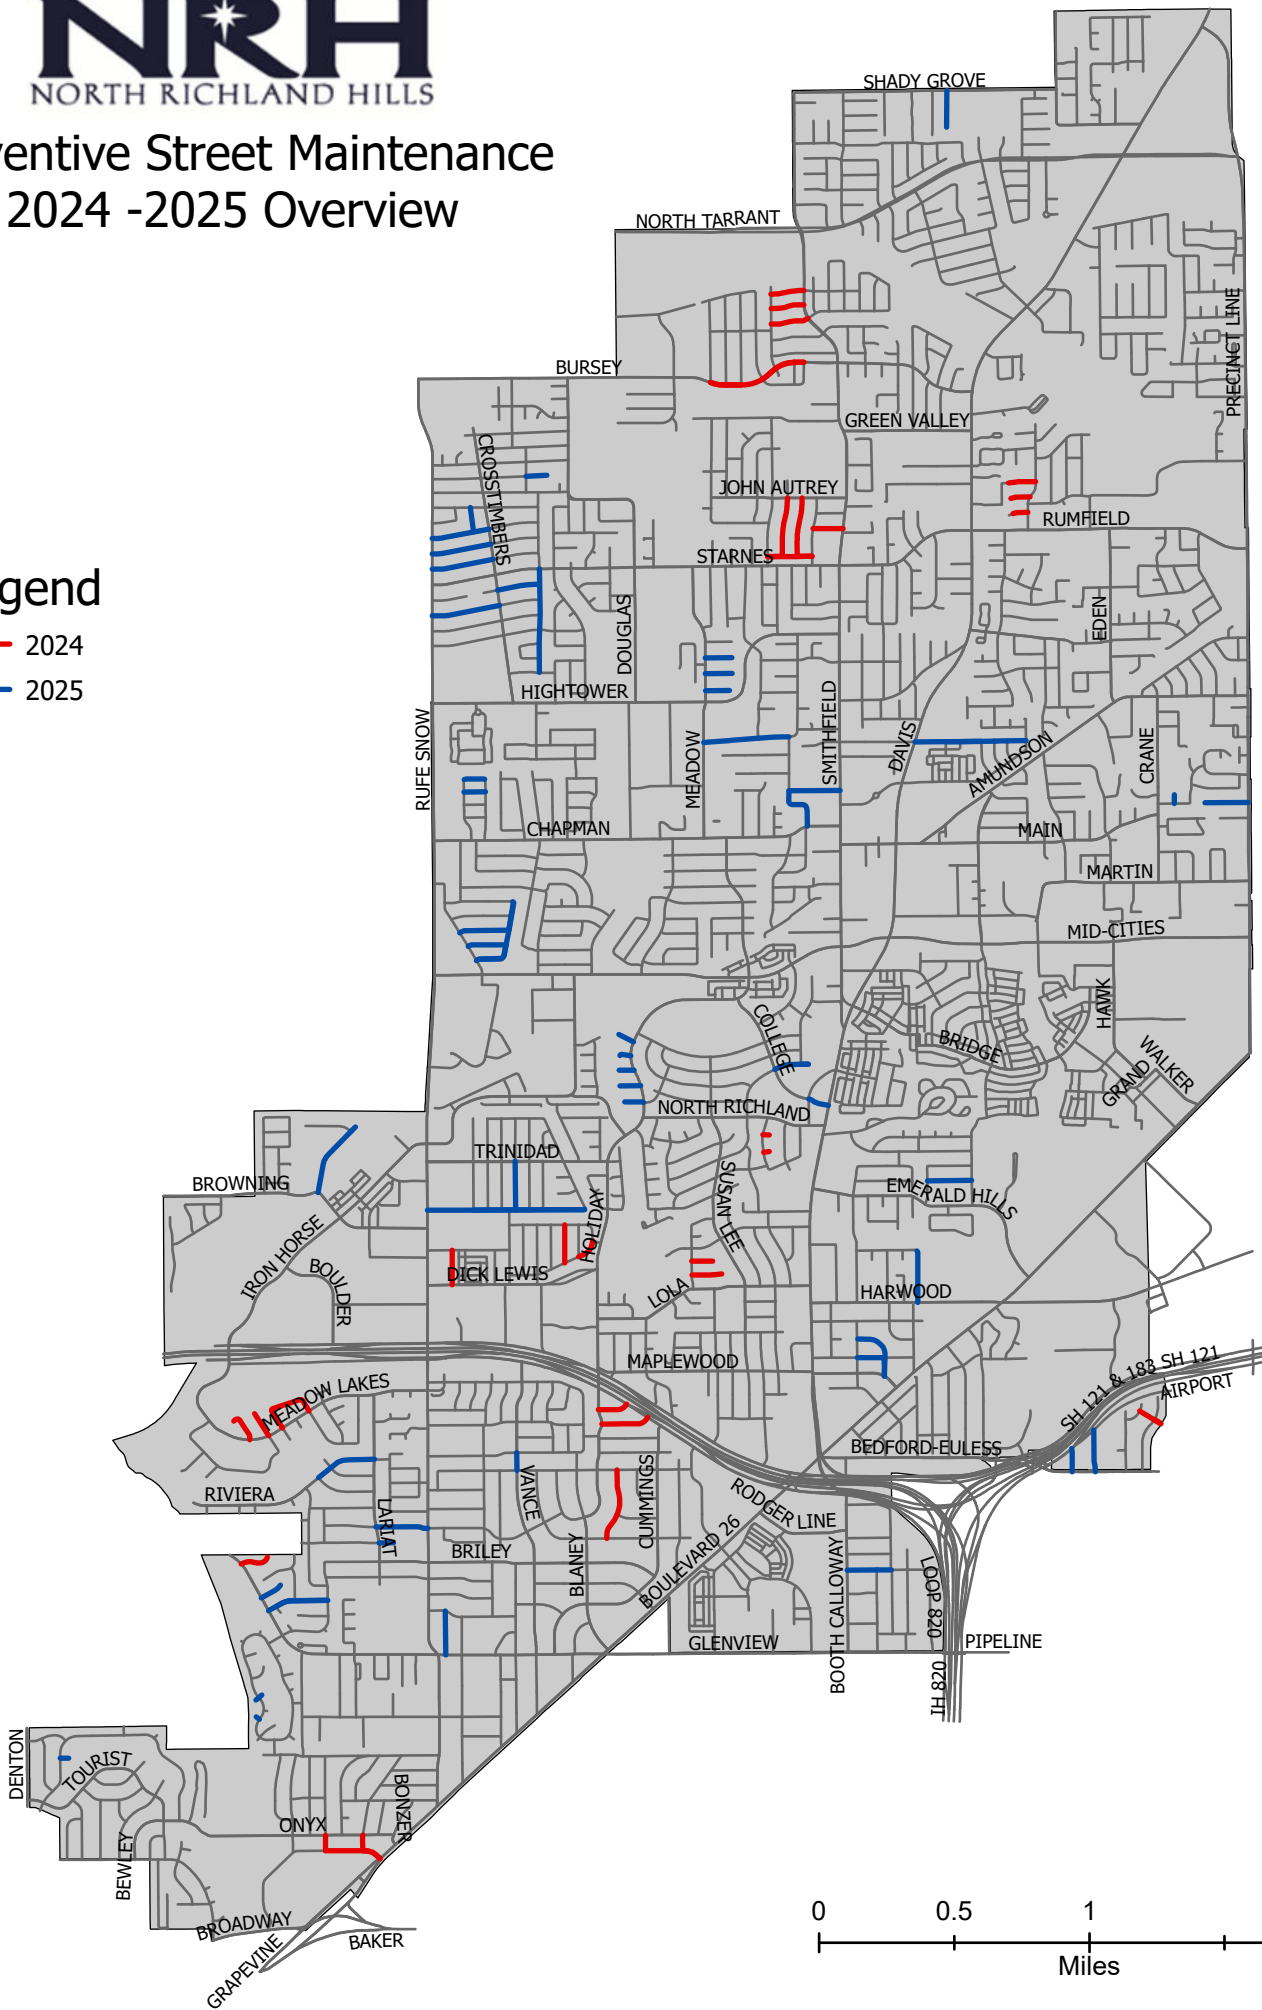 NRH
NORTH RICHLAND HILLS
ventive Street Maintenance
2024 -2025 Overview
gend
2024
2025
SHADY GROVE
NORTH TARRANT
PRECINCT LINE
BURSEY
GREEN VALLEY
CROSSTIMBERS
JOHN AUTREY
RUMFIELD
STARNES
DOUGLAS
EDEN
HIGHTOWER
RUFE SNOW
MEADOW
SMITHFIELD
DAVIS
AMUNDSON
CRANE
CHAPMAN
MAIN
MARTIN
MID-CITIES
HAWK
COLLEGE
BRIDGE
WALKER
GRAND
NORTH RICHLAND
TRINIDAD
BROWNING
SUSAN LEE
EMERALD HILLS
HOLIDAY
IRON HORSE
BOULDER
DICK LEWIS
LOLA
HARWOOD
MAPLEWOOD
SH 121 & 183 SH 121
AIRPORT
MEADOW LAKES
BEDFORD-EULESS
RIVIERA
VANCE
CUMMINGS
RODGER LINE
LARIAT
BRILEY
BLANEY
BOULEVARD 26
BOOTH CALLOWAY
LOOP 820
GLENVIEW
PIPELINE
IH 820
DENTON
TOURIST
BONZER
ONYX
BEWLEY
BROADWAY
BAKER
GRAPEVINE
0 0.5 1
Miles